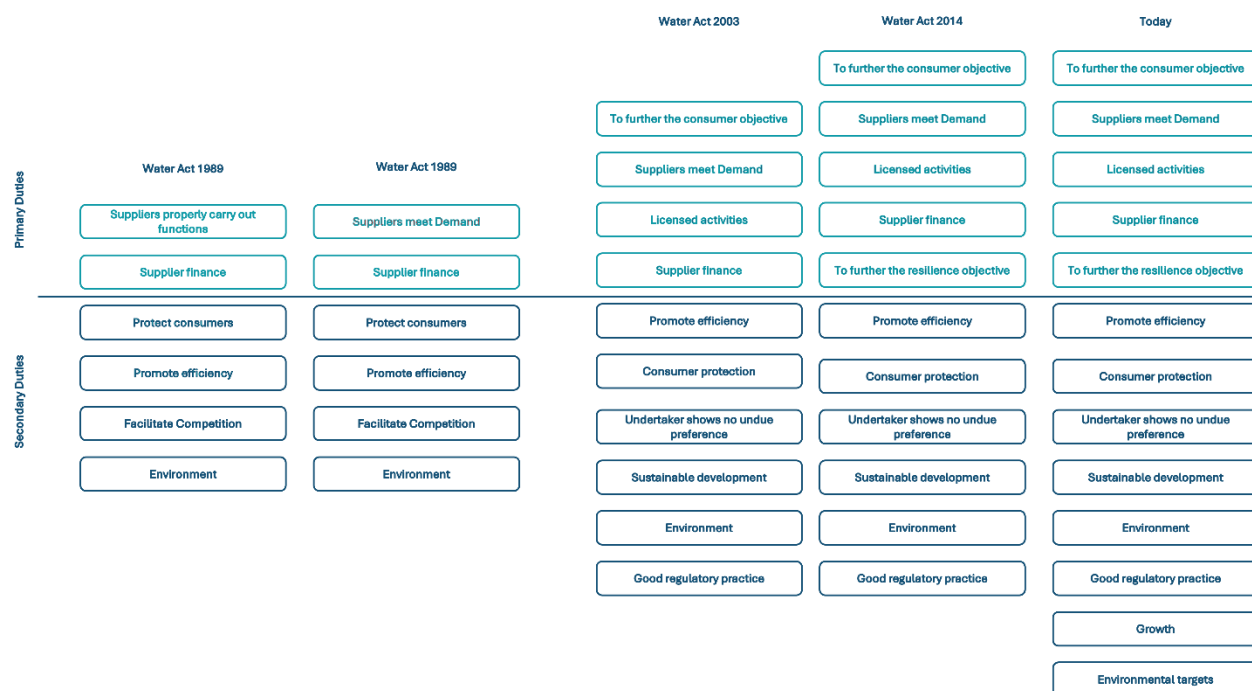 Water Act 2003
Water Act 2014
Today
To further the consumer objective
To further the consumer objective
To further the consumer objective
Suppliers meet Demand
Suppliers meet Demand
Water Act 1989
Water Act 1989
Suppliers meet Demand
Licensed activities
Licensed activities
Primary Duties
Suppliers properly carry out
functions
Suppliers meet Demand
Licensed activities
Supplier finance
Supplier finance
Supplier finance
Supplier finance
Supplier finance
To further the resilience objective
To further the resilience objective
Secondary Duties
Protect consumers
Protect consumers
Promote efficiency
Promote efficiency
Promote efficiency
Promote efficiency
Promote efficiency
Consumer protection
Consumer protection
Consumer protection
Facilitate Competition
Facilitate Competition
Undertaker shows no undue
preference
Undertaker shows no undue
preference
Undertaker shows no undue
preference
Environment
Environment
Sustainable development
Sustainable development
Sustainable development
Environment
Environment
Environment
Good regulatory practice
Good regulatory practice
Good regulatory practice
Growth
Environmental targets